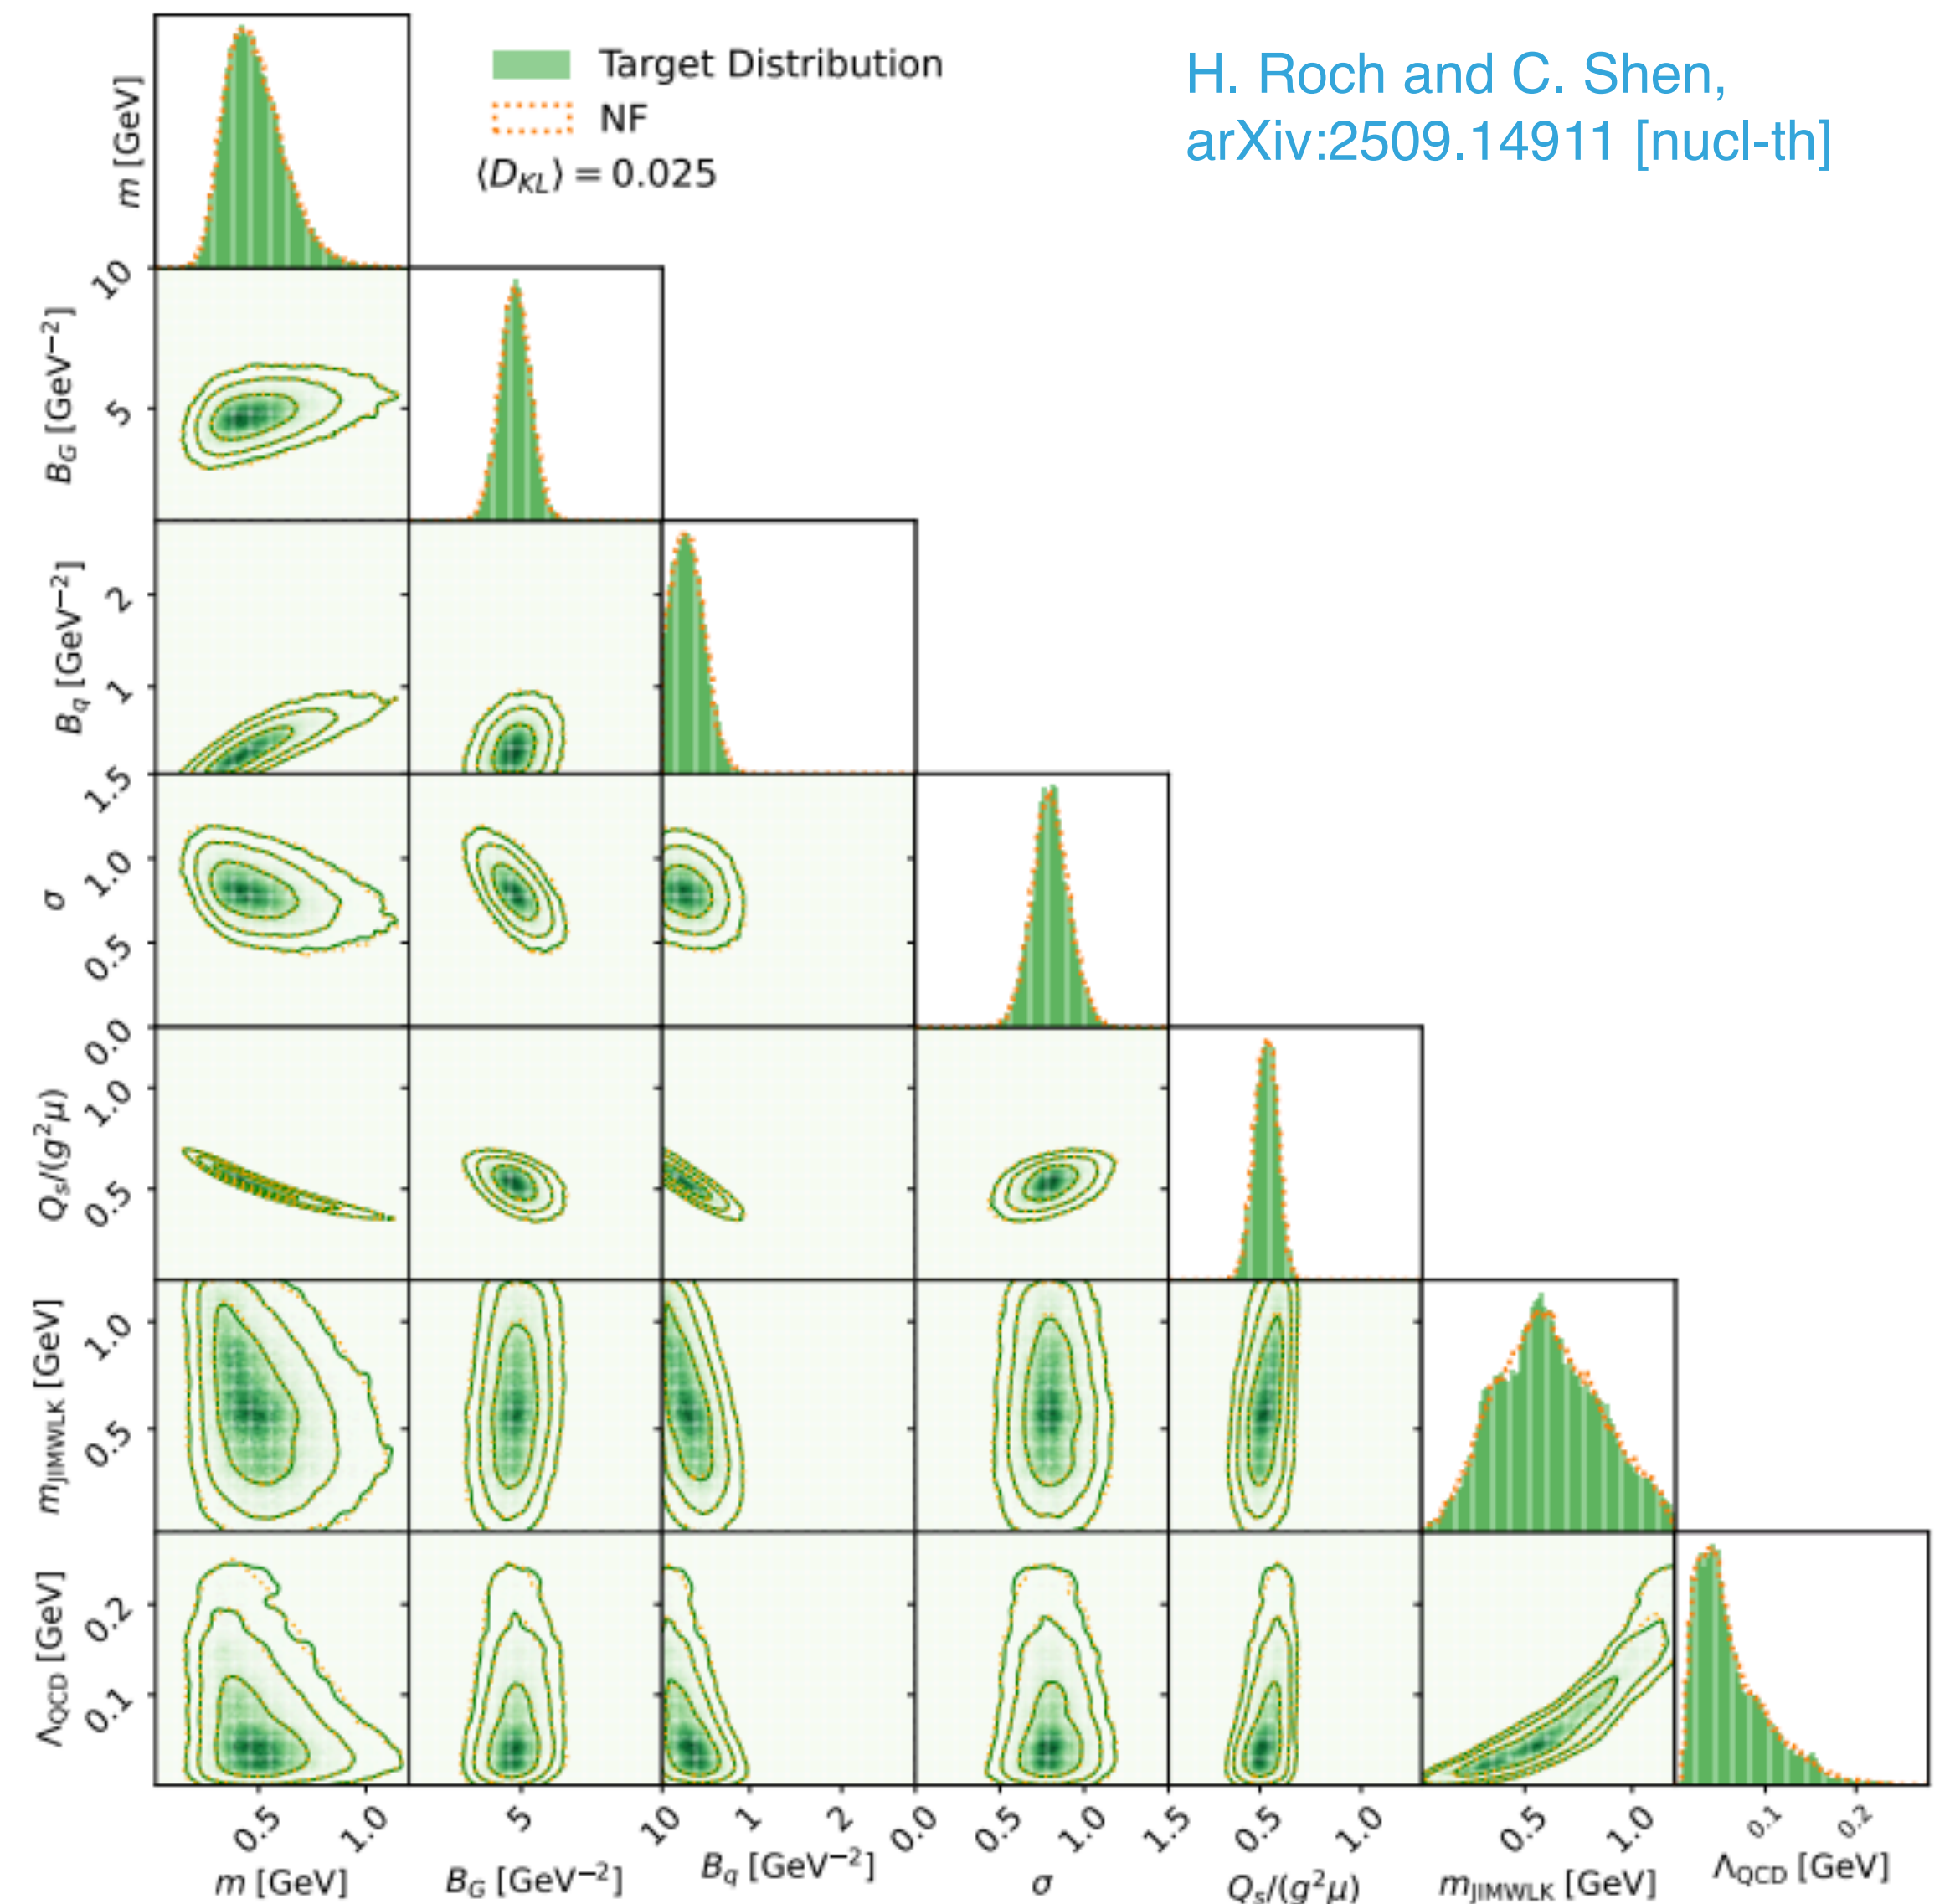 Target Distribution
NF
⟨D_KL⟩ = 0.025
H. Roch and C. Shen,
arXiv:2509.14911 [nucl-th]
m [GeV]
10
5
B_G [GeV⁻²]
2
1
B_q [GeV⁻²]
1.5
1.0
0.5
0.0
σ
1.0
0.5
Q_s/(g²μ)
1.0
0.5
m_JIMWLK [GeV]
0.2
0.1
Λ_QCD [GeV]
0.5 1.0 5 10 1 2 0.0 0.5 1.0 1.5 0.5 1.0 0.5 1.0 0.1 0.2
m [GeV] B_G [GeV⁻²] B_q [GeV⁻²] σ Q_s/(g²μ) m_JIMWLK [GeV] Λ_QCD [GeV]